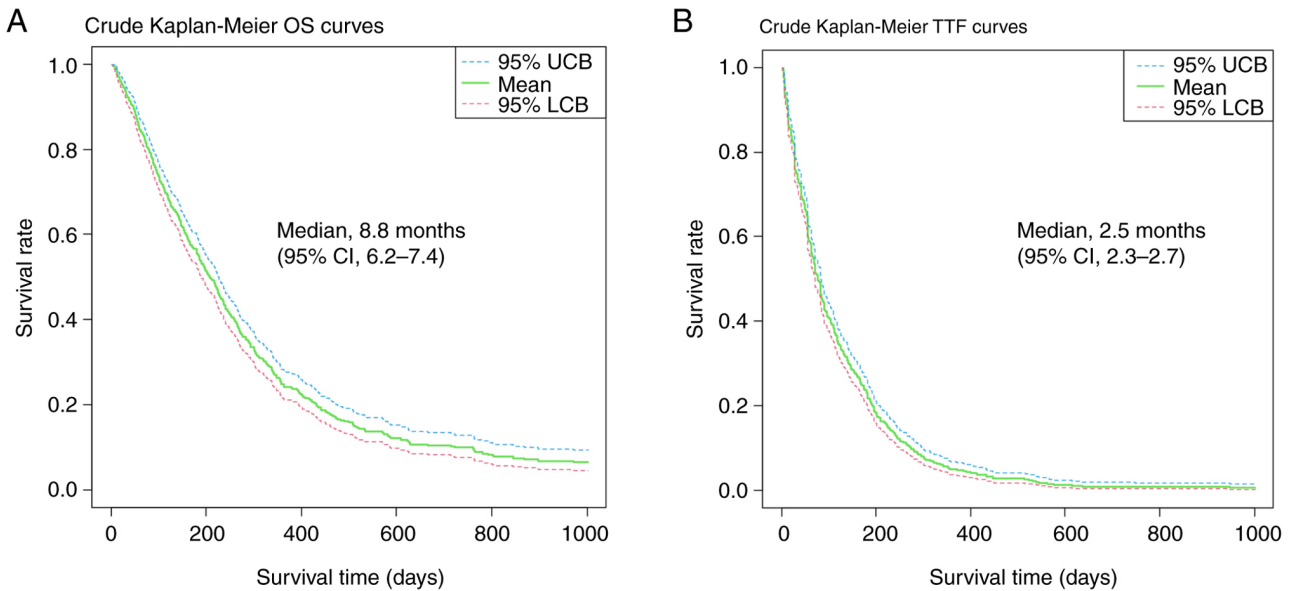 A
Crude Kaplan-Meier OS curves
95% UCB
Mean
95% LCB
Median, 8.8 months
(95% CI, 6.2–7.4)
Survival rate
1.0
0.8
0.6
0.4
0.2
0.0
0 200 400 600 800 1000
Survival time (days)
B
Crude Kaplan-Meier TTF curves
95% UCB
Mean
95% LCB
Median, 2.5 months
(95% CI, 2.3–2.7)
Survival rate
1.0
0.8
0.6
0.4
0.2
0.0
0 200 400 600 800 1000
Survival time (days)